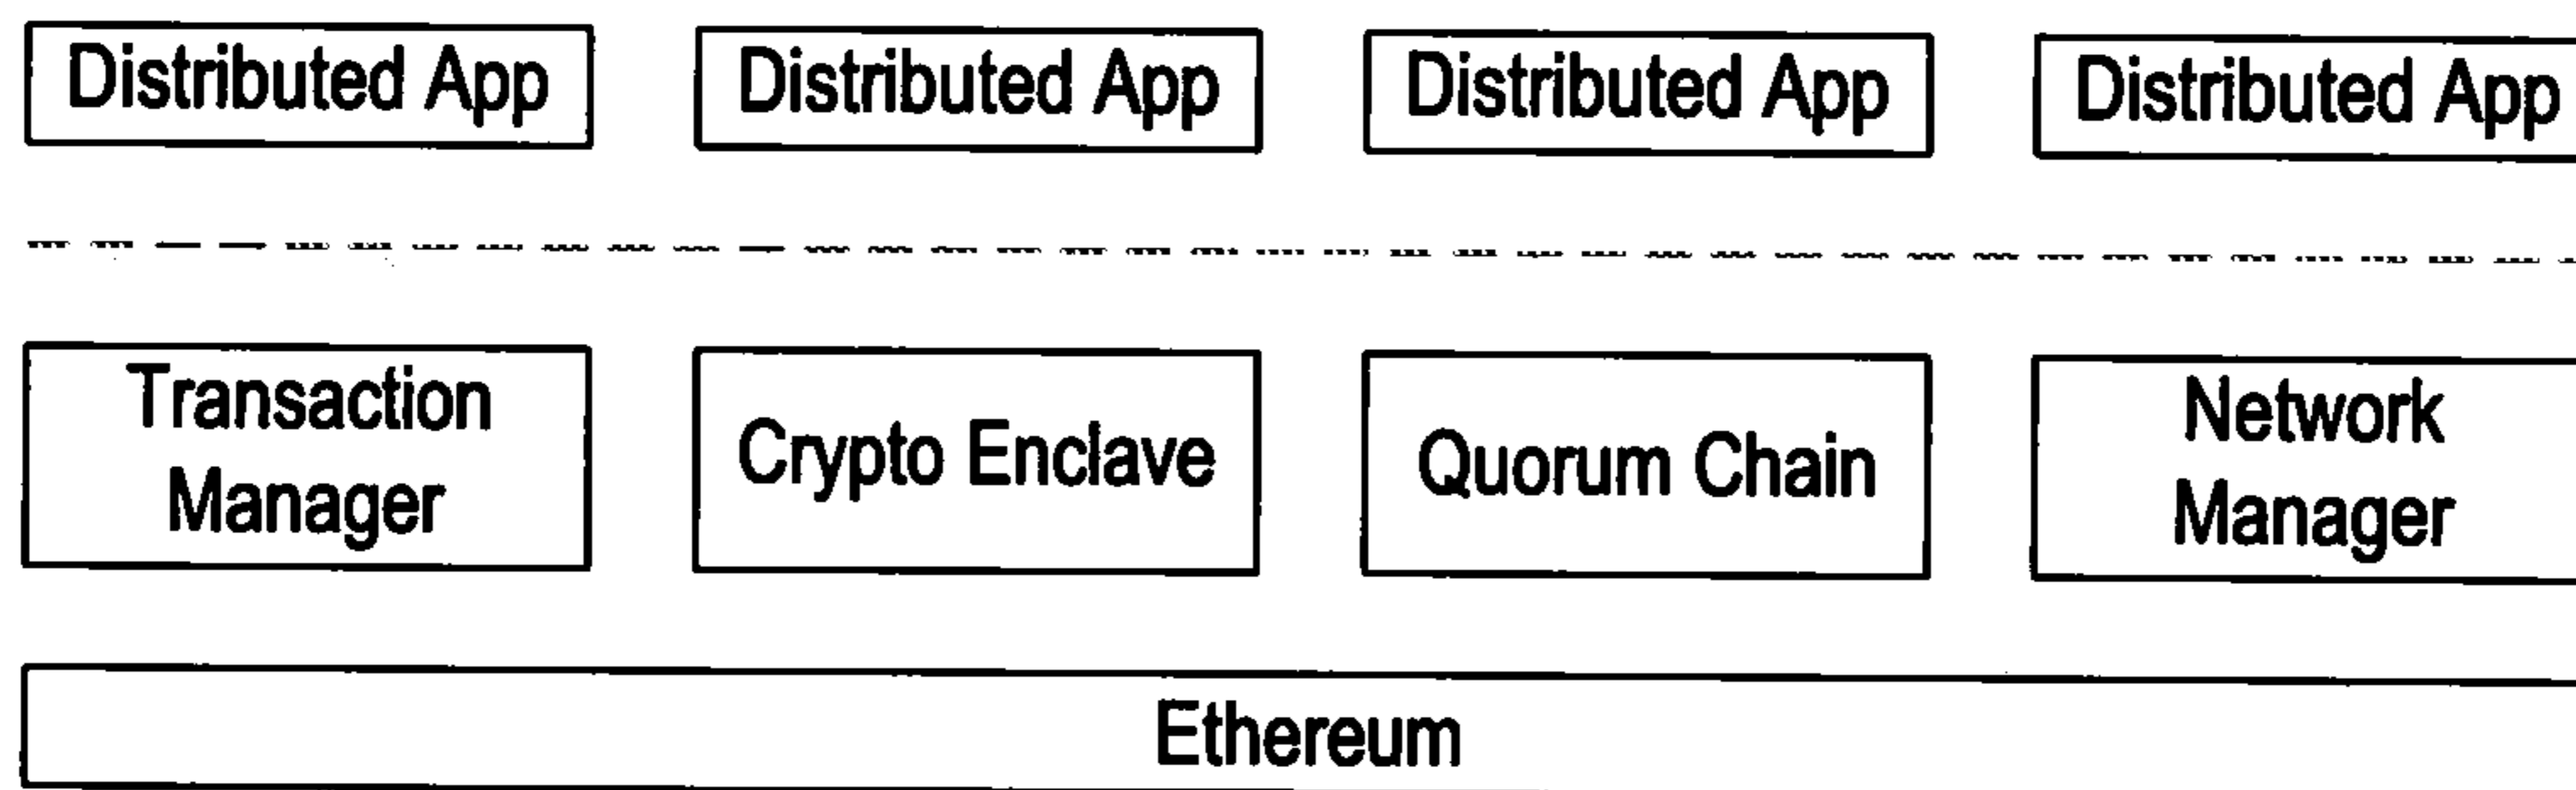 Distributed App Distributed App Distributed App Distributed App
Transaction
Manager
Crypto Enclave
Quorum Chain
Network
Manager
Ethereum